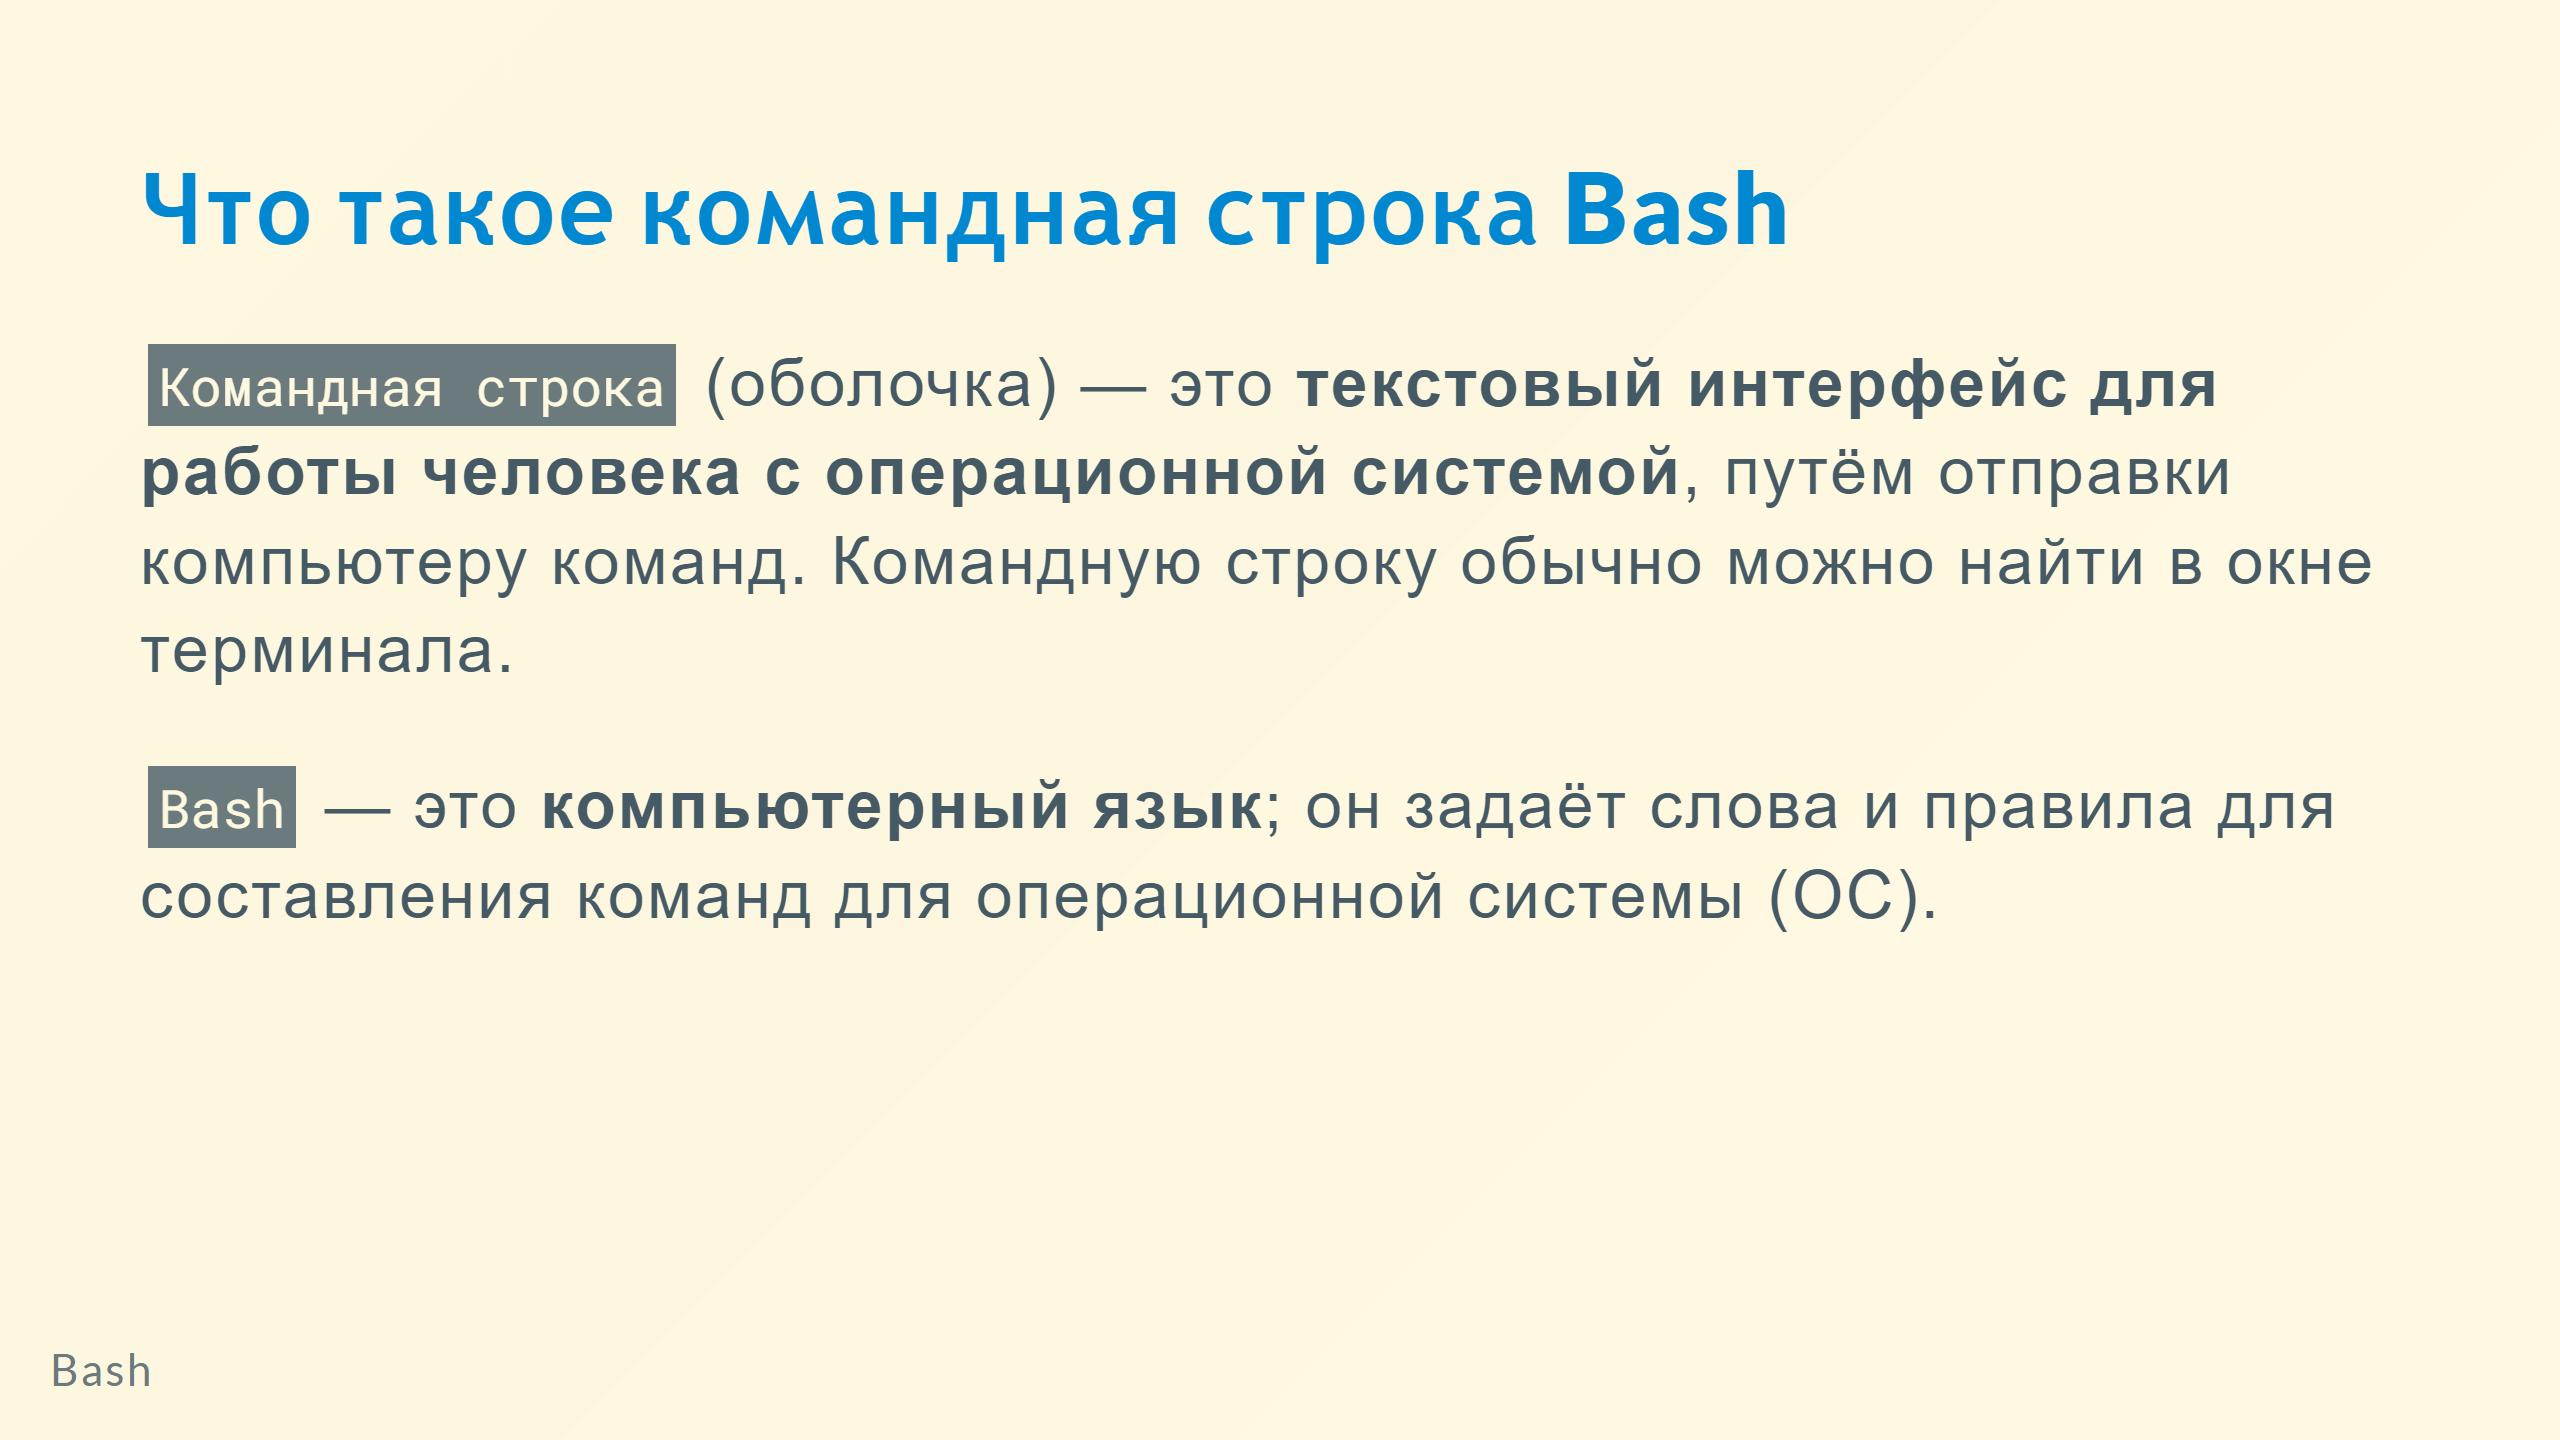 Что такое командная строка Bash
Командная строка (оболочка) — это текстовый интерфейс для
работы человека с операционной системой, путём отправки
компьютеру команд. Командную строку обычно можно найти в окне
терминала.
Bash — это компьютерный язык; он задаёт слова и правила для
составления команд для операционной системы (ОС).
Bash